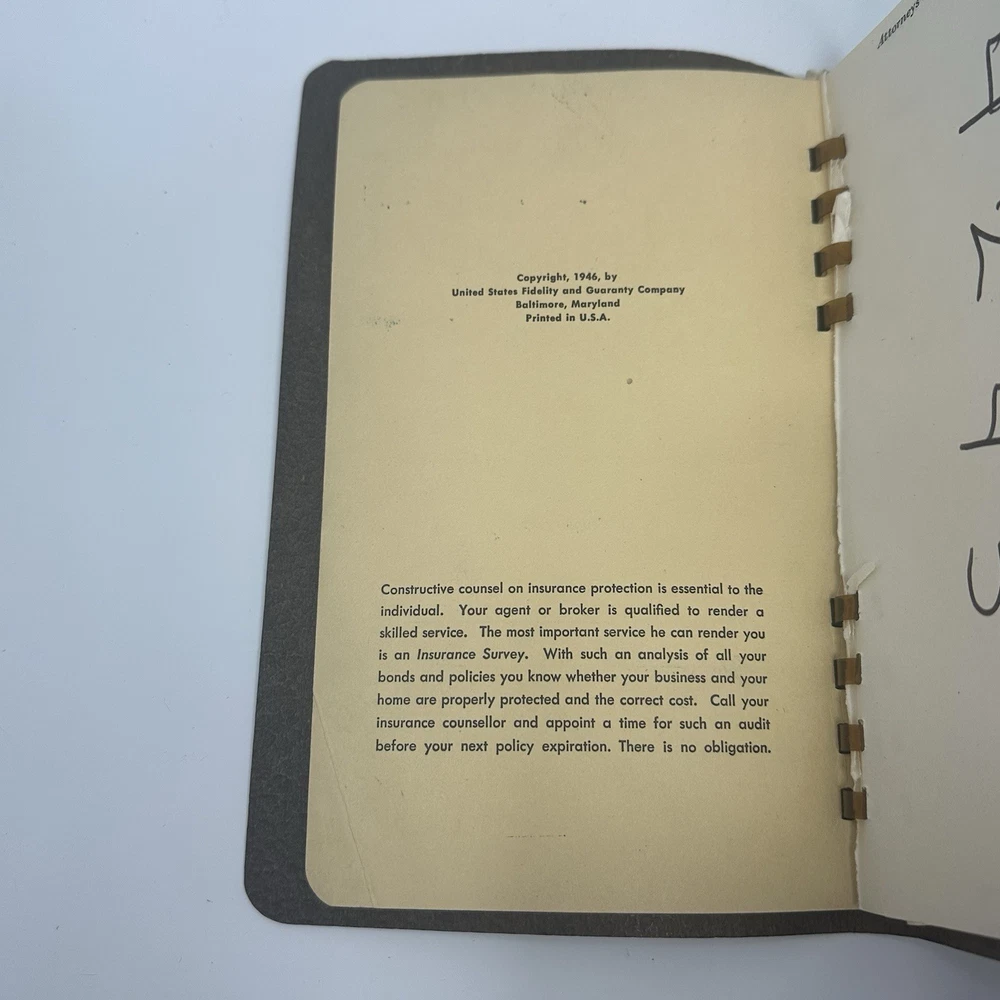 Copyright, 1946, by
United States Fidelity and Guaranty Company
Baltimore, Maryland
Printed in U.S.A.
Constructive counsel on insurance protection is essential to the
individual. Your agent or broker is qualified to render a
skilled service. The most important service he can render you
is an Insurance Survey. With such an analysis of all your
bonds and policies you know whether your business and your
home are properly protected and the correct cost. Call your
insurance counsellor and appoint a time for such an audit
before your next policy expiration. There is no obligation.
Attorneys